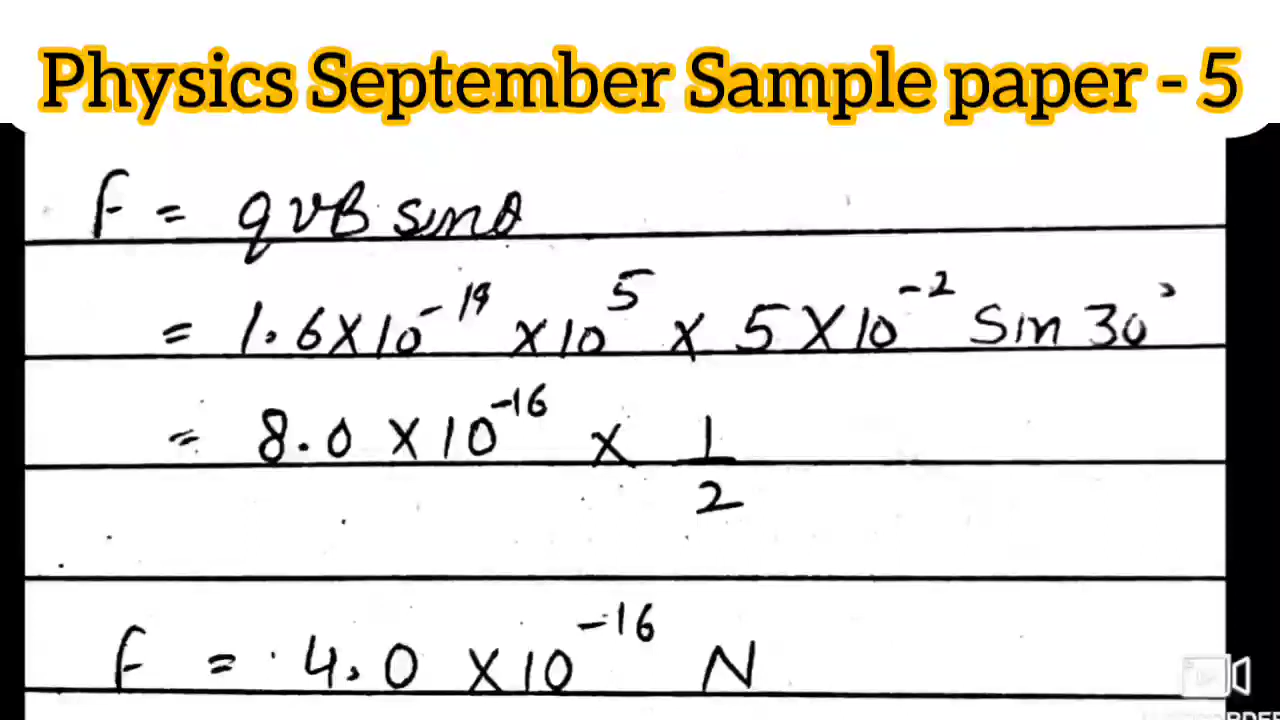 Physics September Sample paper - 5
F = qvB sinθ
= 1.6×10⁻¹⁹ ×10⁵ × 5×10⁻² Sin 30°
= 8.0 ×10⁻¹⁶ × 1/2
F = 4.0 ×10⁻¹⁶ N